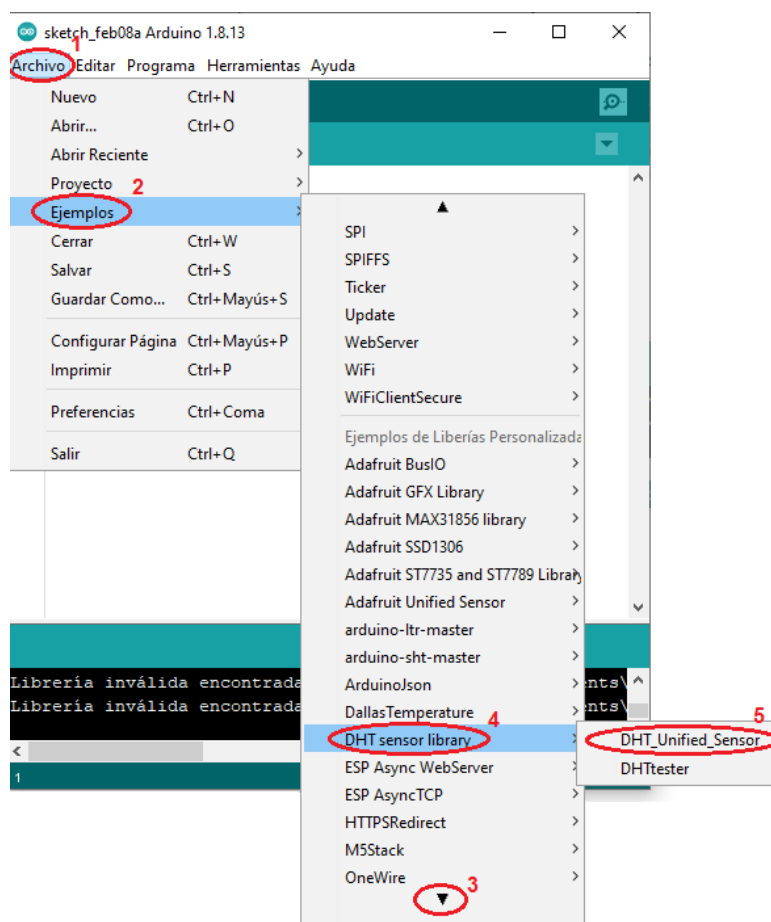 sketch_feb08a Arduino 1.8.13
1
Archivo Editar Programa Herramientas Ayuda
Nuevo Ctrl+N
Abrir... Ctrl+O
Abrir Reciente
Proyecto
2
Ejemplos
Cerrar Ctrl+W
Salvar Ctrl+S
Guardar Como... Ctrl+Mayús+S
Configurar Página Ctrl+Mayús+P
Imprimir Ctrl+P
Preferencias Ctrl+Coma
Salir Ctrl+Q
SPI
SPIFFS
Ticker
Update
WebServer
WiFi
WiFiClientSecure
Ejemplos de Liberías Personalizada
Adafruit BusIO
Adafruit GFX Library
Adafruit MAX31856 library
Adafruit SSD1306
Adafruit ST7735 and ST7789 Library
Adafruit Unified Sensor
arduino-ltr-master
arduino-sht-master
ArduinoJson
DallasTemperature
4
DHT sensor library
ESP Async WebServer
ESP AsyncTCP
HTTPSRedirect
M5Stack
OneWire
3
5
DHT_Unified_Sensor
DHTtester
Librería inválida encontrada nts\
Librería inválida encontrada nts\
1